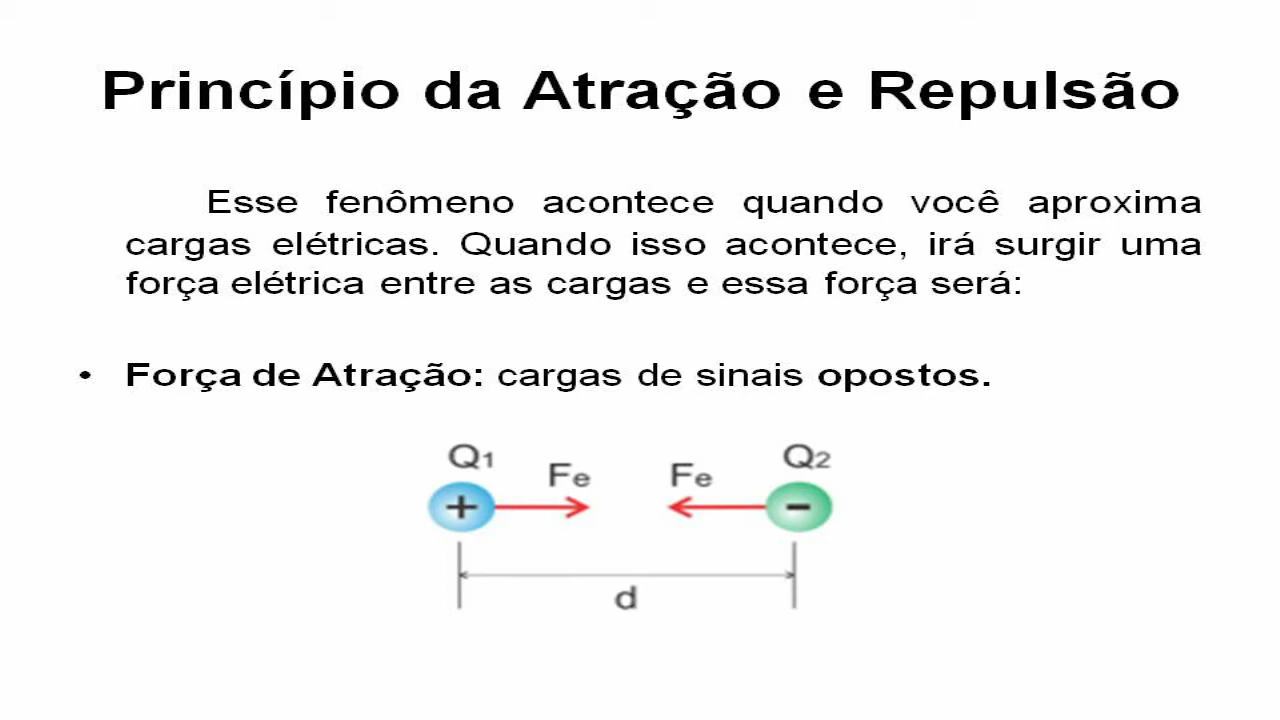 Princípio da Atração e Repulsão
Esse fenômeno acontece quando você aproxima
cargas elétricas. Quando isso acontece, irá surgir uma
força elétrica entre as cargas e essa força será:
• Força de Atração: cargas de sinais opostos.
Q1 Q2
Fe Fe
+ -
d